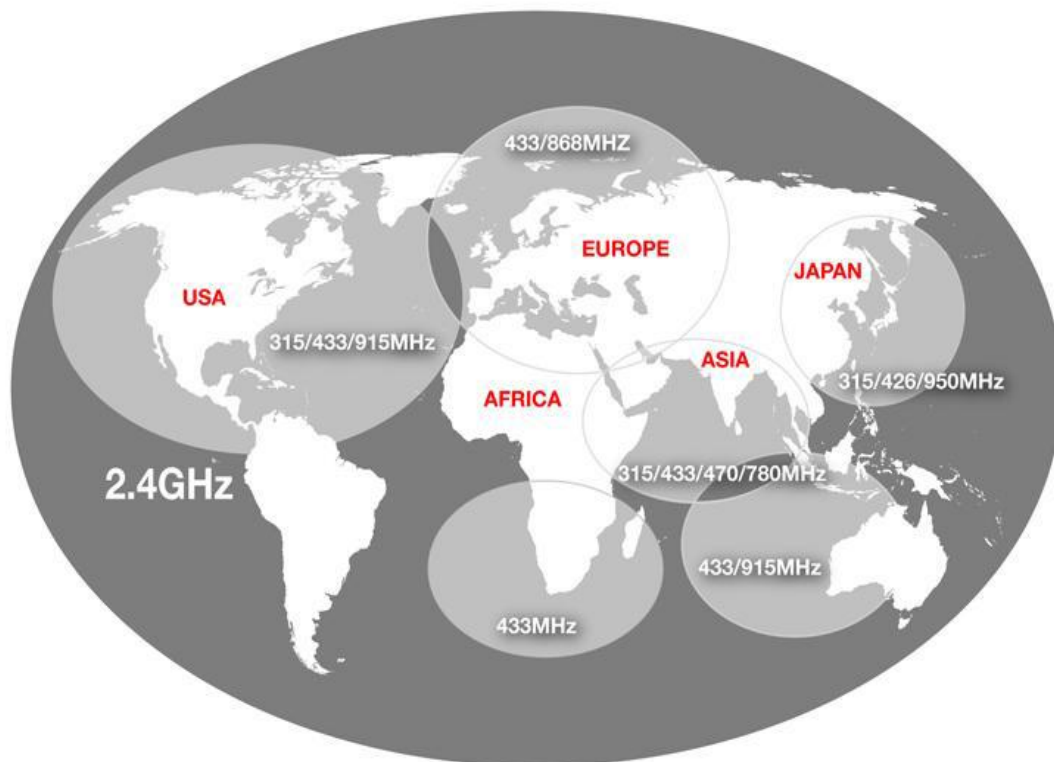 433/868MHZ
EUROPE
JAPAN
USA
315/433/915MHz
ASIA
315/426/950MHz
AFRICA
2.4GHz
315/433/470/780MHz
433/915MHz
433MHz